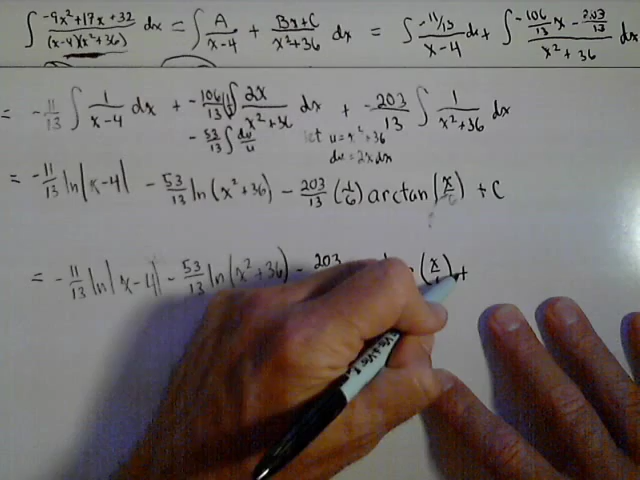 ∫ (-9x² + 17x + 32)/((x-4)(x²+36)) dx = ∫ A/(x-4) + (Bx+C)/(x²+36) dx = ∫ (-11/13)/(x-4) dx + ∫ (-106/13 x - 203/13)/(x²+36) dx
= -11/13 ∫ 1/(x-4) dx + -106/13 (½) ∫ 2x/(x²+36) dx + -203/13 ∫ 1/(x²+36) dx
-53/13 ∫ du/u let u = x²+36
du = 2x dx
= -11/13 ln|x-4| - 53/13 ln(x²+36) - 203/13 (1/6) arctan(x/6) + C
= -11/13 ln|x-4| - 53/13 ln(x²+36) - 203 (x/ ) +